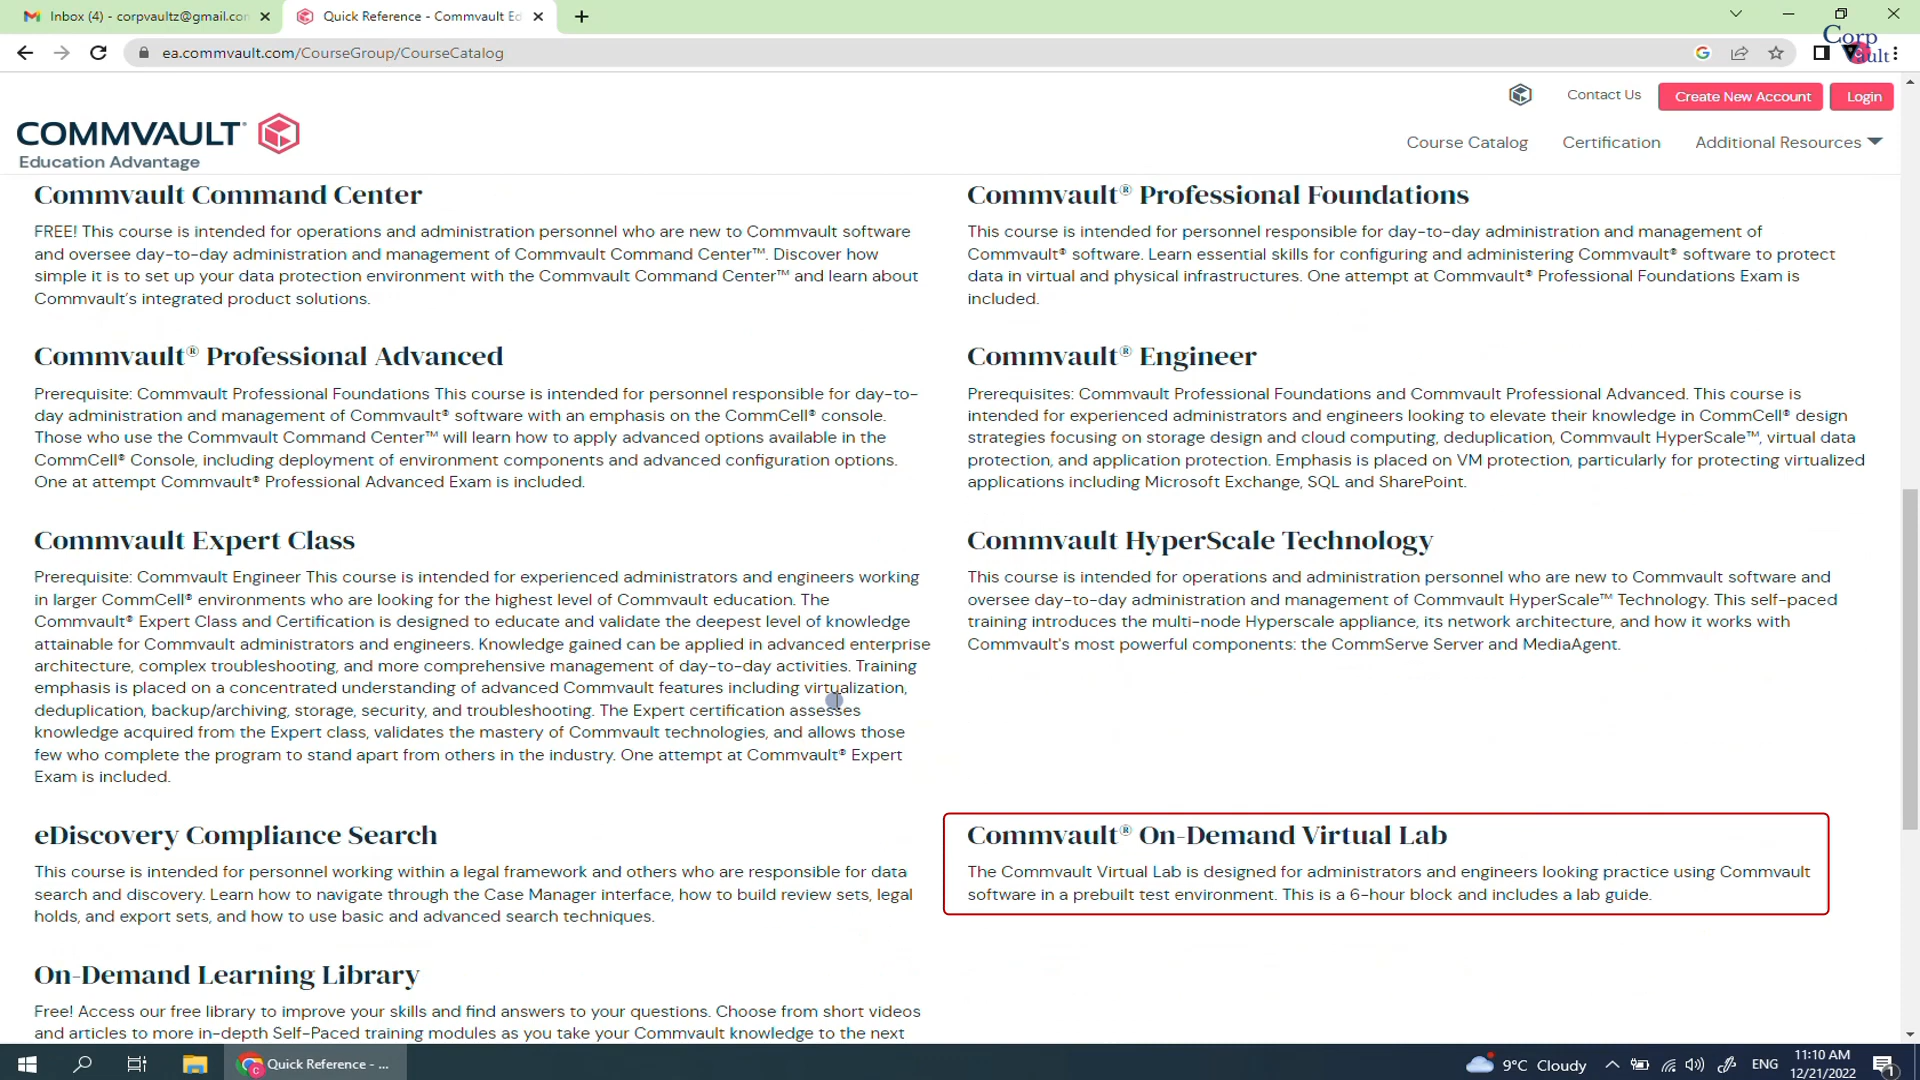 Inbox (4) - corpvaultz@gmail.con
Quick Reference - Commvault Ed
ea.commvault.com/CourseGroup/CourseCatalog
Corp
Vault
Contact Us
Create New Account
Login
COMMVAULT
Education Advantage
Course Catalog
Certification
Additional Resources
Commvault Command Center
FREE! This course is intended for operations and administration personnel who are new to Commvault software
and oversee day-to-day administration and management of Commvault Command Center™. Discover how
simple it is to set up your data protection environment with the Commvault Command Center™ and learn about
Commvault's integrated product solutions.
Commvault® Professional Foundations
This course is intended for personnel responsible for day-to-day administration and management of
Commvault® software. Learn essential skills for configuring and administering Commvault® software to protect
data in virtual and physical infrastructures. One attempt at Commvault® Professional Foundations Exam is
included.
Commvault® Professional Advanced
Prerequisite: Commvault Professional Foundations This course is intended for personnel responsible for day-to-
day administration and management of Commvault® software with an emphasis on the CommCell® console.
Those who use the Commvault Command Center™ will learn how to apply advanced options available in the
CommCell® Console, including deployment of environment components and advanced configuration options.
One at attempt Commvault® Professional Advanced Exam is included.
Commvault® Engineer
Prerequisites: Commvault Professional Foundations and Commvault Professional Advanced. This course is
intended for experienced administrators and engineers looking to elevate their knowledge in CommCell® design
strategies focusing on storage design and cloud computing, deduplication, Commvault HyperScale™, virtual data
protection, and application protection. Emphasis is placed on VM protection, particularly for protecting virtualized
applications including Microsoft Exchange, SQL and SharePoint.
Commvault Expert Class
Prerequisite: Commvault Engineer This course is intended for experienced administrators and engineers working
in larger CommCell® environments who are looking for the highest level of Commvault education. The
Commvault® Expert Class and Certification is designed to educate and validate the deepest level of knowledge
attainable for Commvault administrators and engineers. Knowledge gained can be applied in advanced enterprise
architecture, complex troubleshooting, and more comprehensive management of day-to-day activities. Training
emphasis is placed on a concentrated understanding of advanced Commvault features including virtualization,
deduplication, backup/archiving, storage, security, and troubleshooting. The Expert certification assesses
knowledge acquired from the Expert class, validates the mastery of Commvault technologies, and allows those
few who complete the program to stand apart from others in the industry. One attempt at Commvault® Expert
Exam is included.
Commvault HyperScale Technology
This course is intended for operations and administration personnel who are new to Commvault software and
oversee day-to-day administration and management of Commvault HyperScale™ Technology. This self-paced
training introduces the multi-node Hyperscale appliance, its network architecture, and how it works with
Commvault's most powerful components: the CommServe Server and MediaAgent.
eDiscovery Compliance Search
This course is intended for personnel working within a legal framework and others who are responsible for data
search and discovery. Learn how to navigate through the Case Manager interface, how to build review sets, legal
holds, and export sets, and how to use basic and advanced search techniques.
Commvault® On-Demand Virtual Lab
The Commvault Virtual Lab is designed for administrators and engineers looking practice using Commvault
software in a prebuilt test environment. This is a 6-hour block and includes a lab guide.
On-Demand Learning Library
Free! Access our free library to improve your skills and find answers to your questions. Choose from short videos
and articles to more in-depth Self-Paced training modules as you take your Commvault knowledge to the next
Quick Reference - ...
9°C Cloudy
ENG
11:10 AM
12/21/2022
1